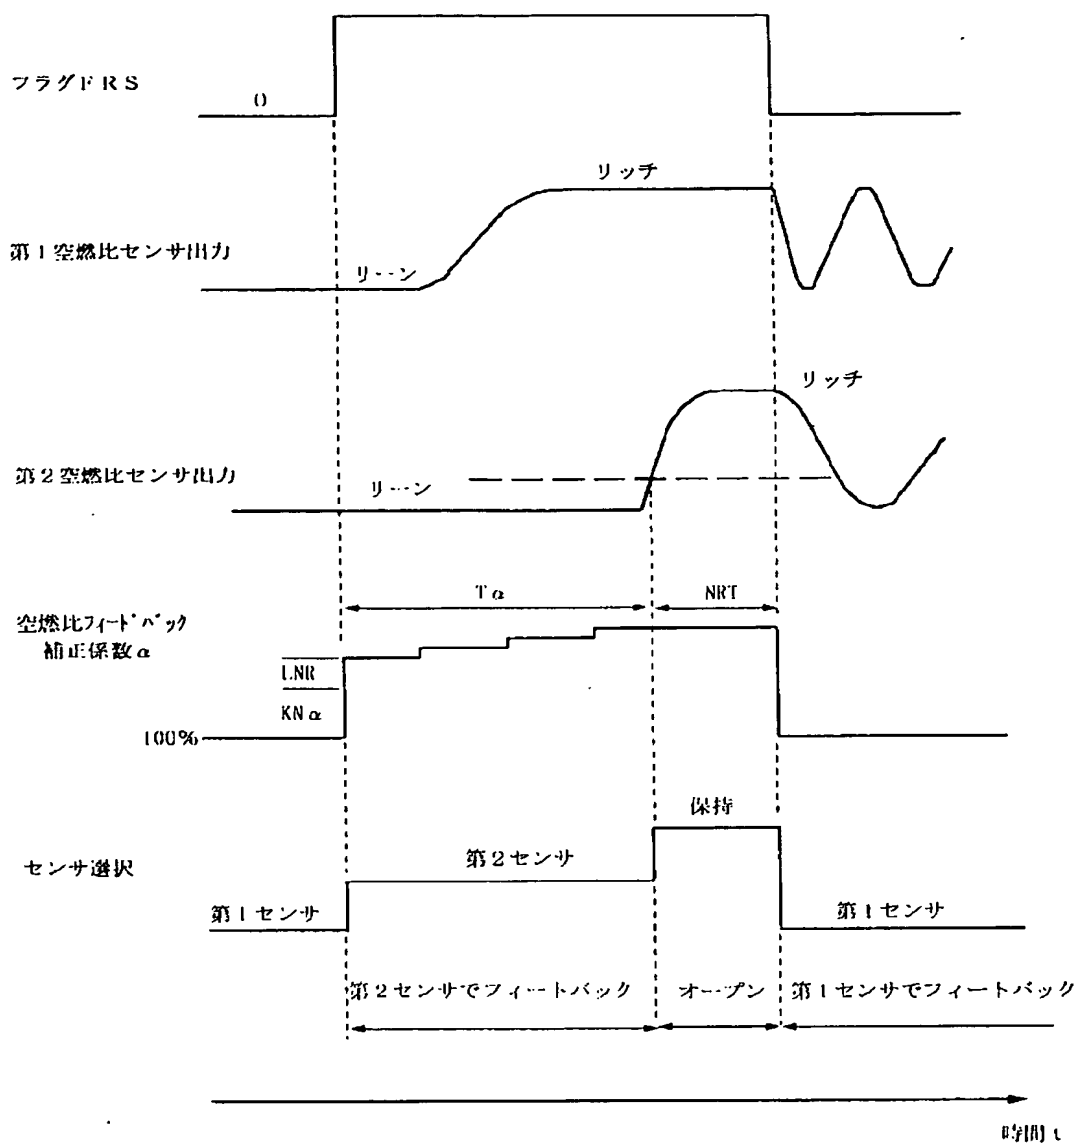 フラグFRS
0
リッチ
第1空燃比センサ出力
リーン
リッチ
第2空燃比センサ出力
リーン
Tα
NRT
空燃比フィードバック
補正係数α
LNR
KNα
100%
保持
センサ選択
第2センサ
第1センサ
第1センサ
第2センサでフィートバック
オープン
第1センサでフィートバック
時間t